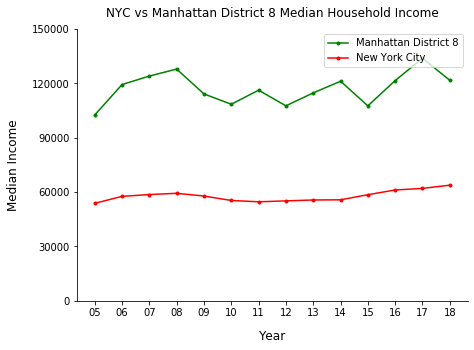 NYC vs Manhattan District 8 Median Household Income
150000
120000
90000
60000
30000
0
Median Income
Manhattan District 8
New York City
05 06 07 08 09 10 11 12 13 14 15 16 17 18
Year